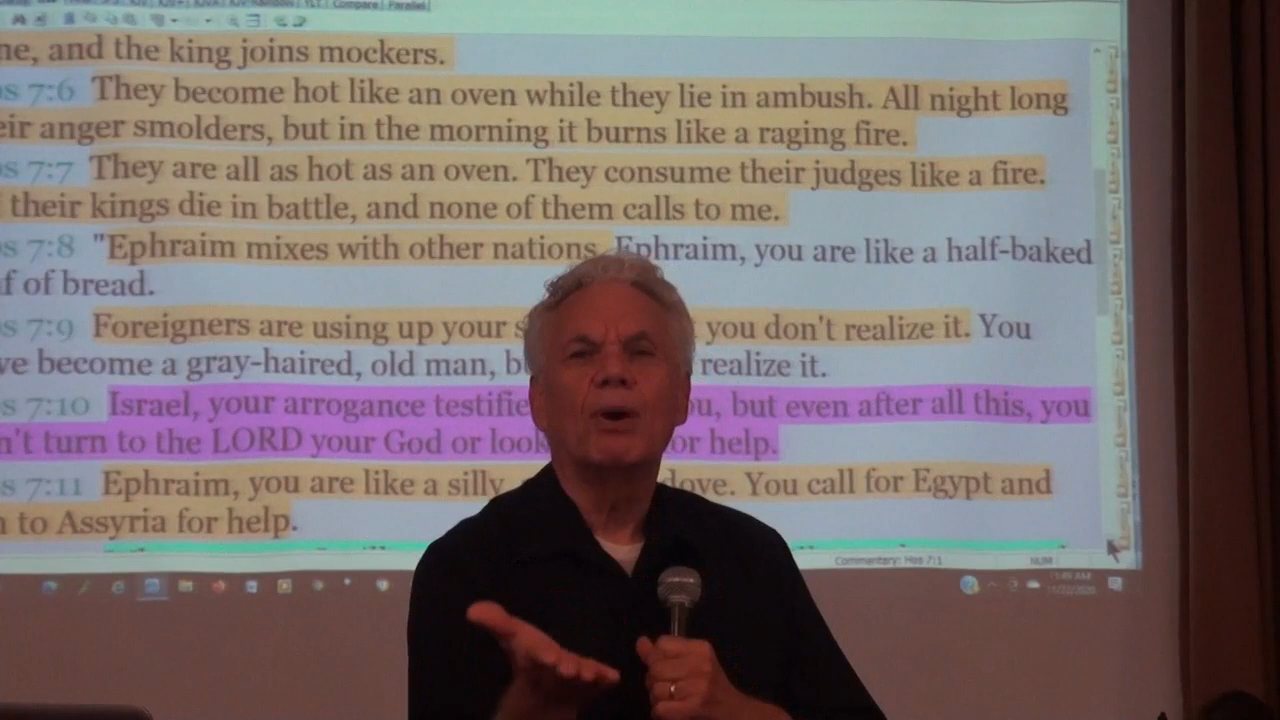 YLT Compare Parallel
ne, and the king joins mockers.
s 7:6 They become hot like an oven while they lie in ambush. All night long
eir anger smolders, but in the morning it burns like a raging fire.
s 7:7 They are all as hot as an oven. They consume their judges like a fire.
their kings die in battle, and none of them calls to me.
s 7:8 "Ephraim mixes with other nations. Ephraim, you are like a half-baked
f of bread.
s 7:9 Foreigners are using up your s you don't realize it. You
ve become a gray-haired, old man, bu realize it.
s 7:10 Israel, your arrogance testifie ou, but even after all this, you
n't turn to the LORD your God or look or help.
s 7:11 Ephraim, you are like a silly, dove. You call for Egypt and
to Assyria for help.
Commentary: Hos 7:1 NUM